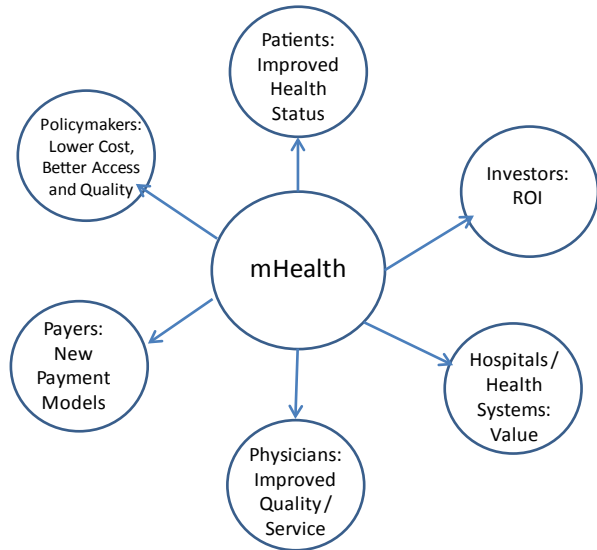 Patients:
Improved
Health
Status
Policymakers:
Lower Cost,
Better Access
and Quality
Investors:
ROI
mHealth
Payers:
New
Payment
Models
Hospitals/
Health
Systems:
Value
Physicians:
Improved
Quality/
Service